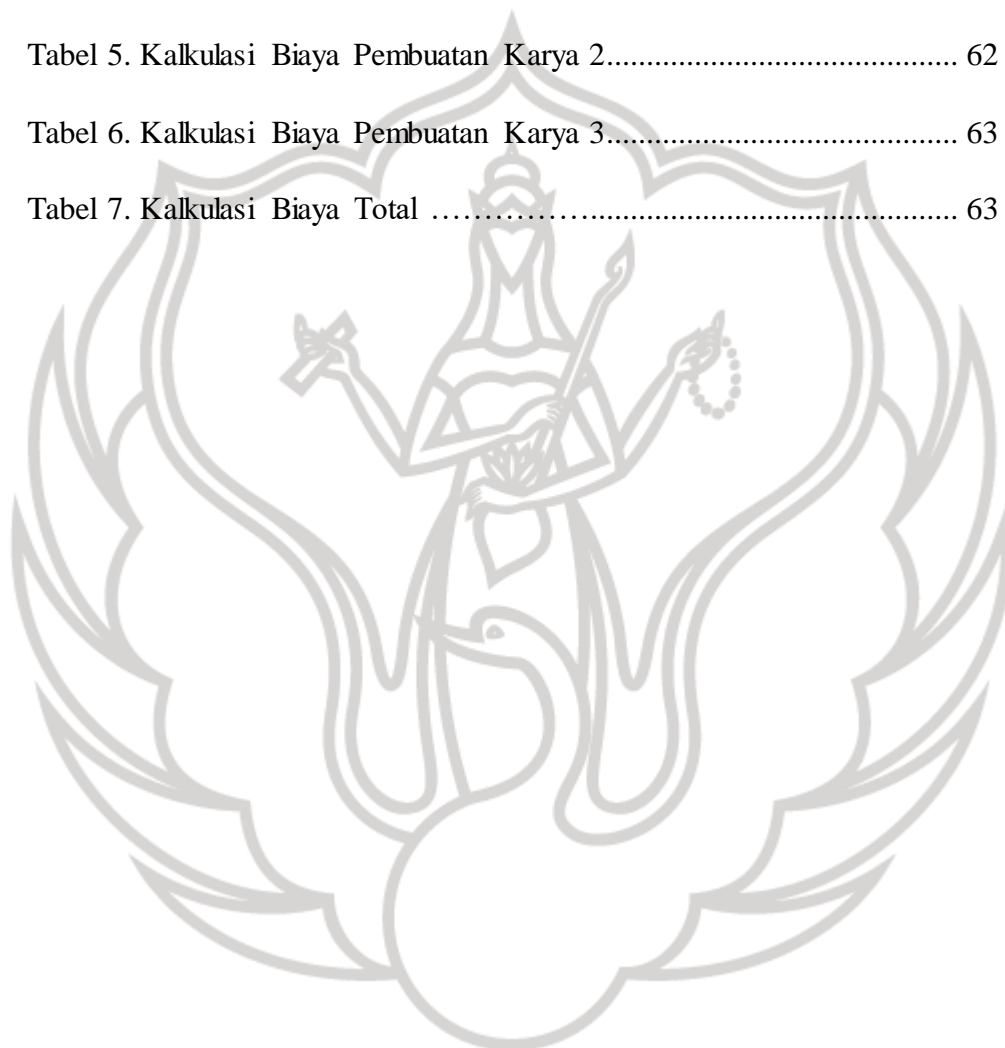 Tabel 5. Kalkulasi Biaya Pembuatan Karya 2............................................ 62
Tabel 6. Kalkulasi Biaya Pembuatan Karya 3............................................ 63
Tabel 7. Kalkulasi Biaya Total ……………............................................... 63